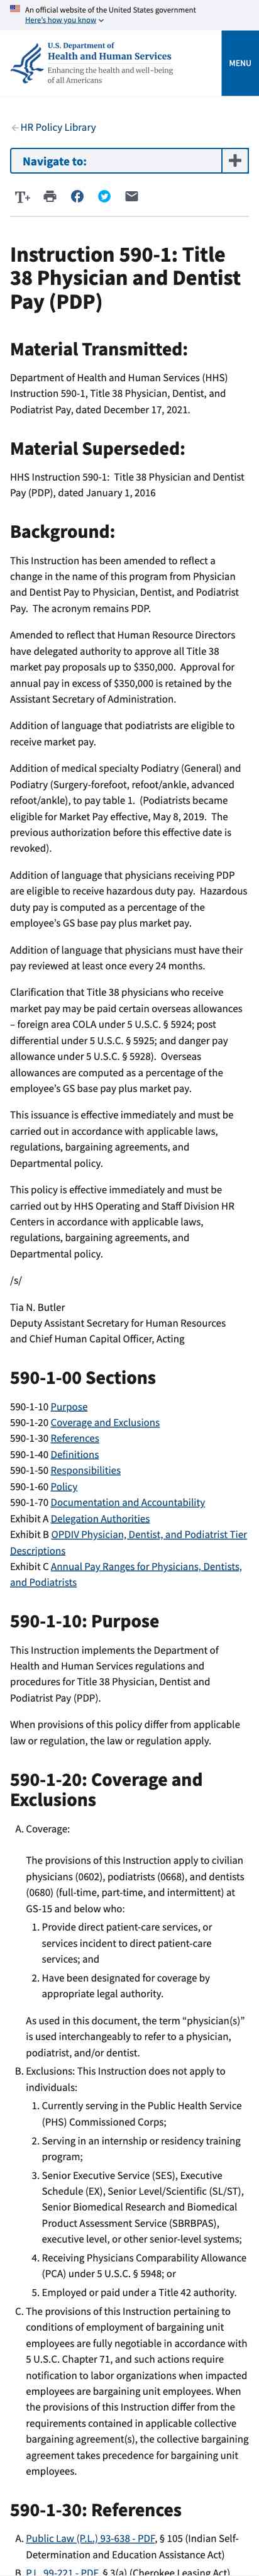 An official website of the United States government
Here's how you know
U.S. Department of
Health and Human Services
Enhancing the health and well-being
of all Americans
MENU
HR Policy Library
Navigate to:
T+
Instruction 590-1: Title
38 Physician and Dentist
Pay (PDP)
Material Transmitted:
Department of Health and Human Services (HHS)
Instruction 590-1, Title 38 Physician, Dentist, and
Podiatrist Pay, dated December 17, 2021.
Material Superseded:
HHS Instruction 590-1:  Title 38 Physician and Dentist
Pay (PDP), dated January 1, 2016
Background:
This Instruction has been amended to reflect a
change in the name of this program from Physician
and Dentist Pay to Physician, Dentist, and Podiatrist
Pay.  The acronym remains PDP.
Amended to reflect that Human Resource Directors
have delegated authority to approve all Title 38
market pay proposals up to $350,000.  Approval for
annual pay in excess of $350,000 is retained by the
Assistant Secretary of Administration.
Addition of language that podiatrists are eligible to
receive market pay.
Addition of medical specialty Podiatry (General) and
Podiatry (Surgery-forefoot, refoot/ankle, advanced
refoot/ankle), to pay table 1.  (Podiatrists became
eligible for Market Pay effective, May 8, 2019.  The
previous authorization before this effective date is
revoked).
Addition of language that physicians receiving PDP
are eligible to receive hazardous duty pay.  Hazardous
duty pay is computed as a percentage of the
employee's GS base pay plus market pay.
Addition of language that physicians must have their
pay reviewed at least once every 24 months.
Clarification that Title 38 physicians who receive
market pay may be paid certain overseas allowances
– foreign area COLA under 5 U.S.C. § 5924; post
differential under 5 U.S.C. § 5925; and danger pay
allowance under 5 U.S.C. § 5928).  Overseas
allowances are computed as a percentage of the
employee's GS base pay plus market pay.
This issuance is effective immediately and must be
carried out in accordance with applicable laws,
regulations, bargaining agreements, and
Departmental policy.
This policy is effective immediately and must be
carried out by HHS Operating and Staff Division HR
Centers in accordance with applicable laws,
regulations, bargaining agreements, and
Departmental policy.
/s/
Tia N. Butler
Deputy Assistant Secretary for Human Resources
and Chief Human Capital Officer, Acting
590-1-00 Sections
590-1-10 Purpose
590-1-20 Coverage and Exclusions
590-1-30 References
590-1-40 Definitions
590-1-50 Responsibilities
590-1-60 Policy
590-1-70 Documentation and Accountability
Exhibit A Delegation Authorities
Exhibit B OPDIV Physician, Dentist, and Podiatrist Tier
Descriptions
Exhibit C Annual Pay Ranges for Physicians, Dentists,
and Podiatrists
590-1-10: Purpose
This Instruction implements the Department of
Health and Human Services regulations and
procedures for Title 38 Physician, Dentist and
Podiatrist Pay (PDP).
When provisions of this policy differ from applicable
law or regulation, the law or regulation apply.
590-1-20: Coverage and
Exclusions
A. Coverage:
The provisions of this Instruction apply to civilian
physicians (0602), podiatrists (0668), and dentists
(0680) (full-time, part-time, and intermittent) at
GS-15 and below who:
1. Provide direct patient-care services, or
services incident to direct patient-care
services; and
2. Have been designated for coverage by
appropriate legal authority.
As used in this document, the term “physician(s)”
is used interchangeably to refer to a physician,
podiatrist, and/or dentist.
B. Exclusions: This Instruction does not apply to
individuals:
1. Currently serving in the Public Health Service
(PHS) Commissioned Corps;
2. Serving in an internship or residency training
program;
3. Senior Executive Service (SES), Executive
Schedule (EX), Senior Level/Scientific (SL/ST),
Senior Biomedical Research and Biomedical
Product Assessment Service (SBRBPAS),
executive level, or other senior-level systems;
4. Receiving Physicians Comparability Allowance
(PCA) under 5 U.S.C. § 5948; or
5. Employed or paid under a Title 42 authority.
C. The provisions of this Instruction pertaining to
conditions of employment of bargaining unit
employees are fully negotiable in accordance with
5 U.S.C. Chapter 71, and such actions require
notification to labor organizations when impacted
employees are bargaining unit employees. When
the provisions of this Instruction differ from the
requirements contained in applicable collective
bargaining agreement(s), the collective bargaining
agreement takes precedence for bargaining unit
employees.
590-1-30: References
A. Public Law (P.L.) 93-638 - PDF, § 105 (Indian Self-
Determination and Education Assistance Act)
B. P.L. 99-221 - PDF, § 3(a) (Cherokee Leasing Act)